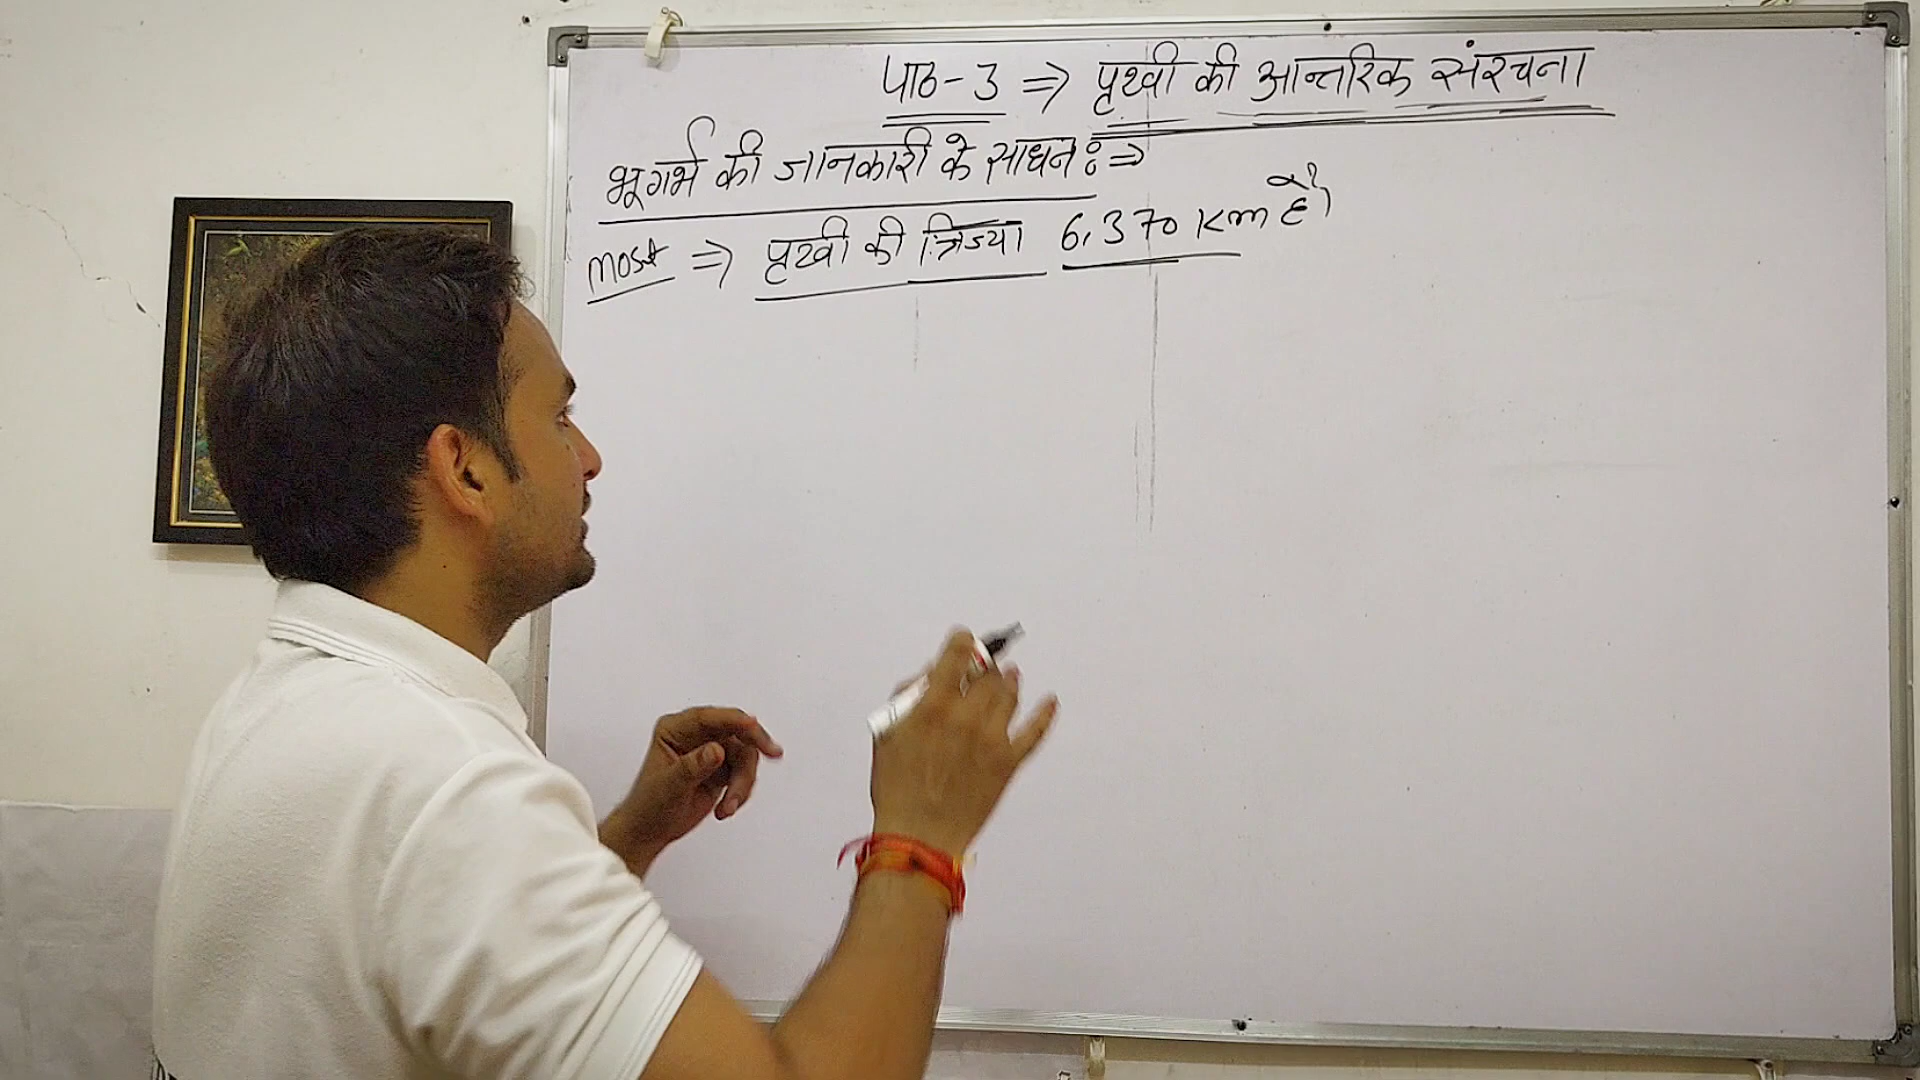 पाठ-3 ⇒ पृथ्वी की आन्तरिक संरचना
भूगर्भ की जानकारी के साधन:⇒
most ⇒ पृथ्वी की त्रिज्या 6,370 km है।